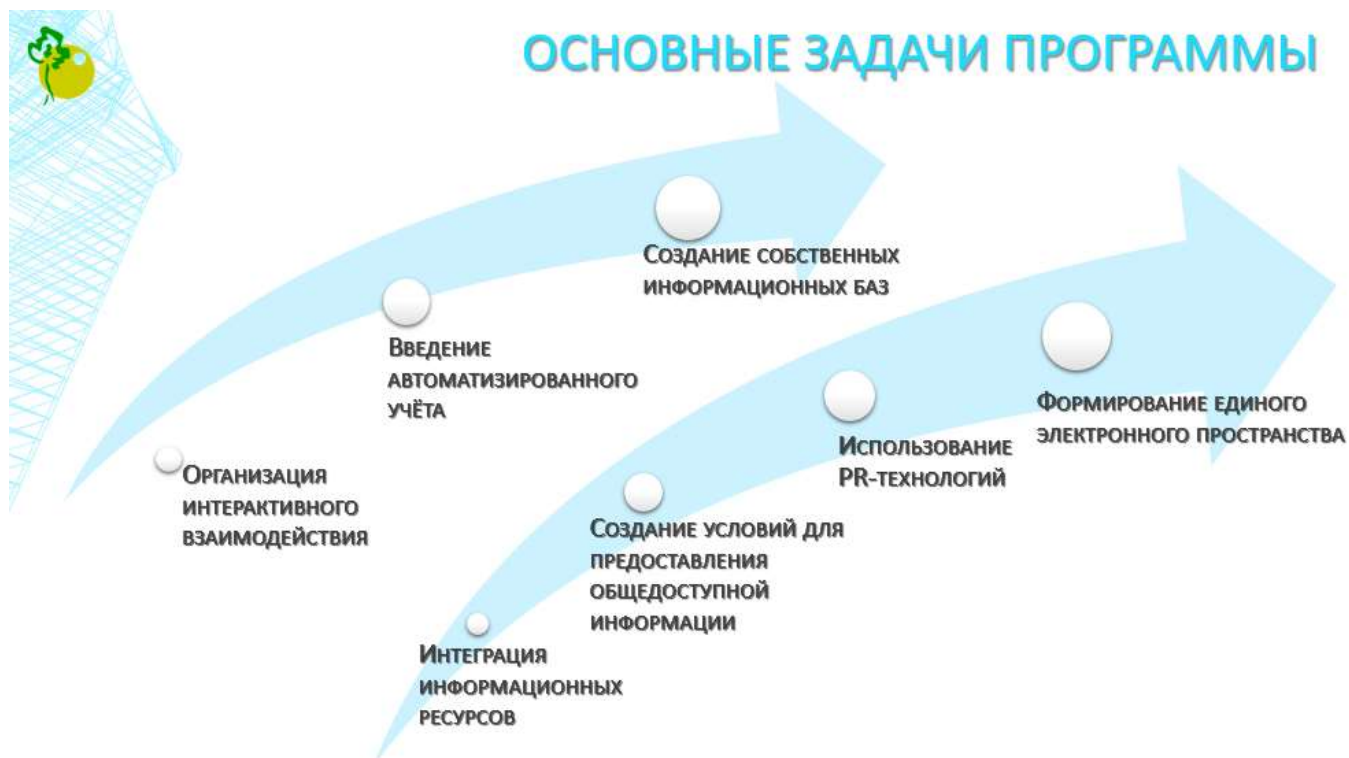 ОСНОВНЫЕ ЗАДАЧИ ПРОГРАММЫ
Организация
интерактивного
взаимодействия
Введение
автоматизированного
учёта
Создание собственных
информационных баз
Интеграция
информационных
ресурсов
Создание условий для
предоставления
общедоступной
информации
Использование
PR-технологий
Формирование единого
электронного пространства